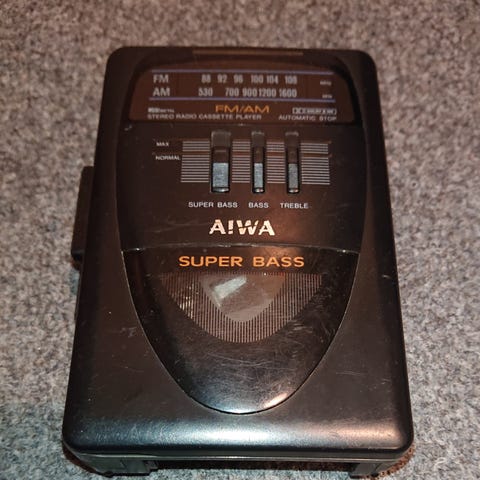 FM 88 92 96 100 104 108 MHz
AM 530 700 900 1200 1600
FM/AM
STEREO RADIO CASSETTE PLAYER
AUTOMATIC STOP
MAX
NORMAL
SUPER BASS BASS TREBLE
AIWA
SUPER BASS